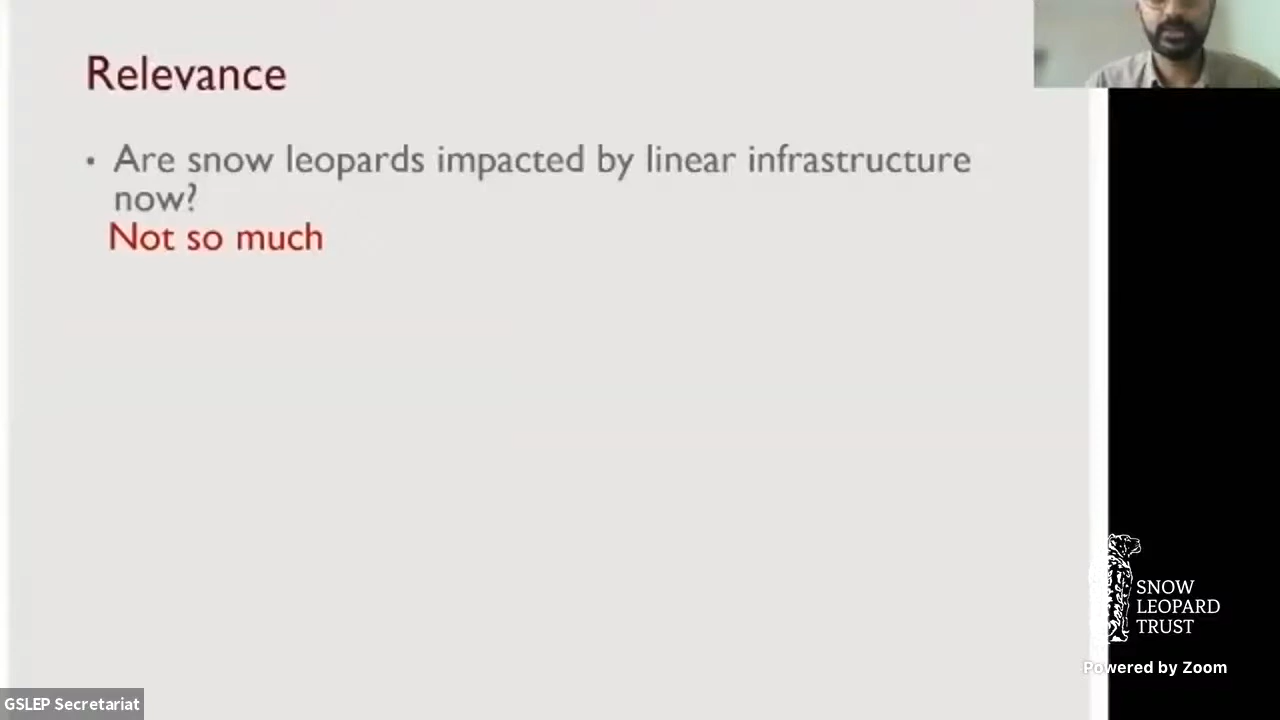 Relevance
• Are snow leopards impacted by linear infrastructure
now?
Not so much
SNOW
LEOPARD
TRUST
Powered by Zoom
GSLEP Secretariat